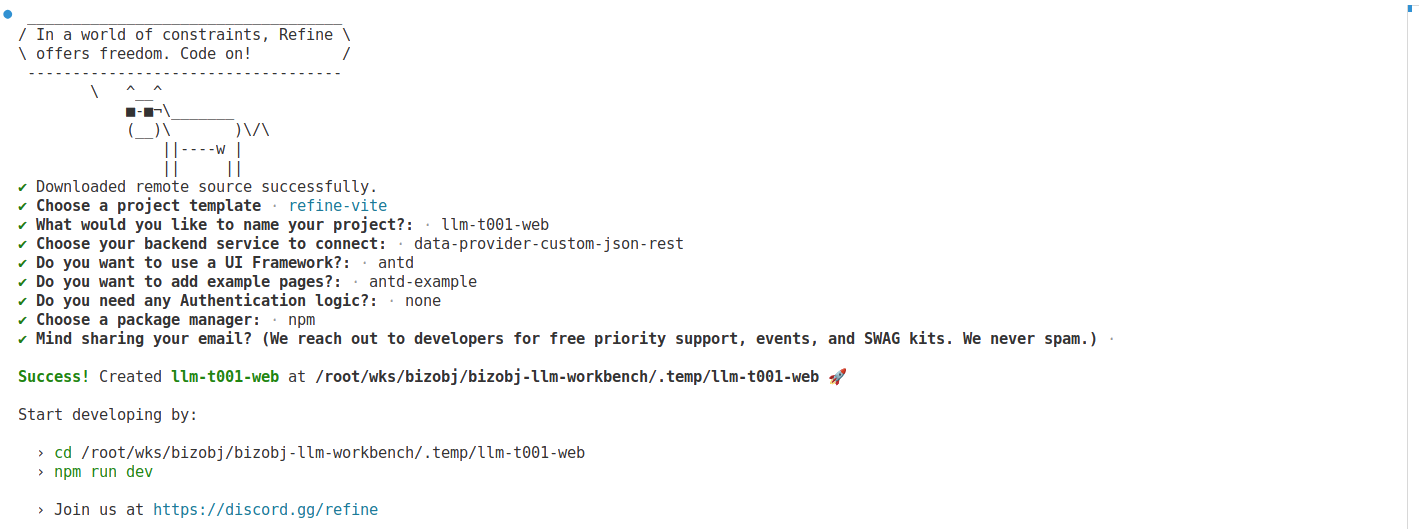 ___________________________________
/ In a world of constraints, Refine \
\ offers freedom. Code on!          /
 -----------------------------------
        \   ^__^
            ■-■¬\_______
            (__)\       )\/\
                ||----w |
                ||     ||
✔ Downloaded remote source successfully.
✔ Choose a project template · refine-vite
✔ What would you like to name your project?: · llm-t001-web
✔ Choose your backend service to connect: · data-provider-custom-json-rest
✔ Do you want to use a UI Framework?: · antd
✔ Do you want to add example pages?: · antd-example
✔ Do you need any Authentication logic?: · none
✔ Choose a package manager: · npm
✔ Mind sharing your email? (We reach out to developers for free priority support, events, and SWAG kits. We never spam.) ·
Success! Created llm-t001-web at /root/wks/bizobj/bizobj-llm-workbench/.temp/llm-t001-web 🚀
Start developing by:
  › cd /root/wks/bizobj/bizobj-llm-workbench/.temp/llm-t001-web
  › npm run dev
  › Join us at https://discord.gg/refine